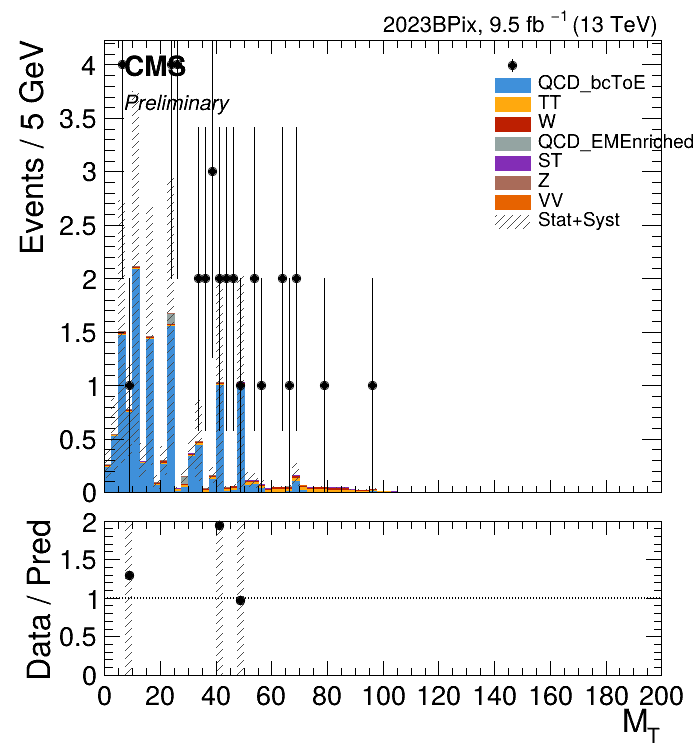 2023BPix, 9.5 fb⁻¹ (13 TeV)
CMS
Preliminary
Events / 5 GeV
4
3.5
3
2.5
2
1.5
1
0.5
0
QCD_bcToE
TT
W
QCD_EMEnriched
ST
Z
VV
Stat+Syst
Data / Pred
2
1.5
1
0.5
0
0 20 40 60 80 100 120 140 160 180 200
M_T